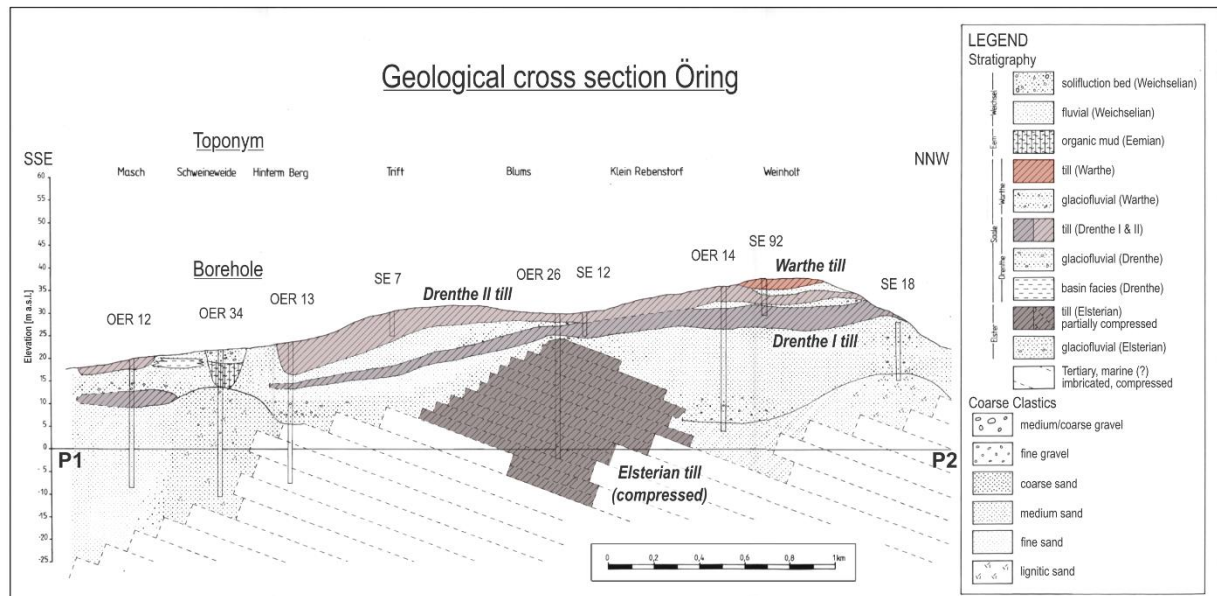 Geological cross section Öring
Toponym
SSE
NNW
Masch
Schweineweide
Hinterm Berg
Trift
Blums
Klein Rebenstorf
Weinholt
Elevation [m a.s.l.]
60
55
50
45
40
35
30
25
20
15
10
5
0
-5
-10
-15
-20
-25
Borehole
OER 12
OER 34
OER 13
SE 7
OER 26
SE 12
OER 14
SE 92
SE 18
Drenthe II till
Warthe till
Drenthe I till
Elsterian till
(compressed)
P1
P2
0
0,2
0,4
0,6
0,8
1km
LEGEND
Stratigraphy
Weichsel
Eem
Warthe
Saale
Drenthe
Elster
solifluction bed (Weichselian)
fluvial (Weichselian)
organic mud (Eemian)
till (Warthe)
glaciofluvial (Warthe)
till (Drenthe I & II)
glaciofluvial (Drenthe)
basin facies (Drenthe)
till (Elsterian)
partially compressed
glaciofluvial (Elsterian)
Tertiary, marine (?)
imbricated, compressed
Coarse Clastics
medium/coarse gravel
fine gravel
coarse sand
medium sand
fine sand
lignitic sand